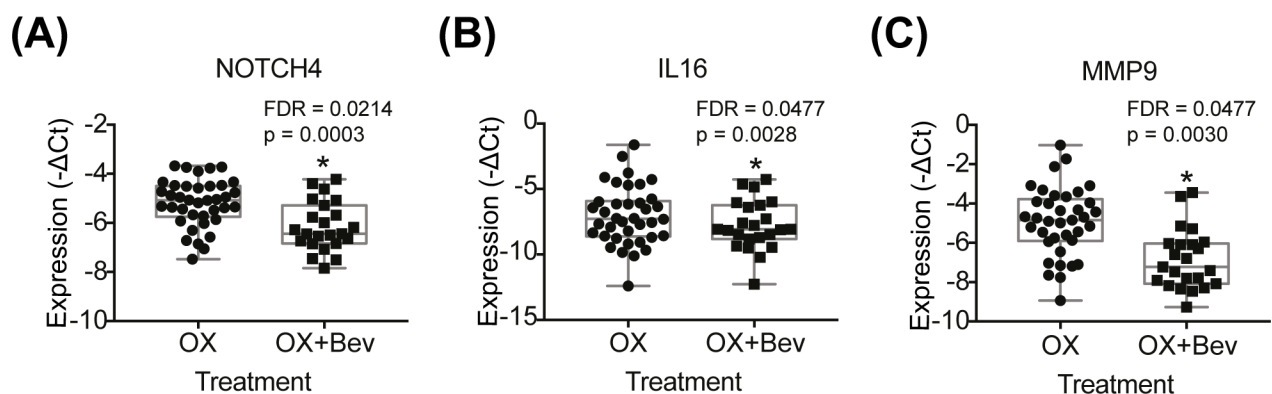 (A)
NOTCH4
FDR = 0.0214
p = 0.0003
*
Expression (-ΔCt)
-2
-4
-6
-8
-10
OX
OX+Bev
Treatment
(B)
IL16
FDR = 0.0477
p = 0.0028
*
Expression (-ΔCt)
0
-5
-10
-15
OX
OX+Bev
Treatment
(C)
MMP9
FDR = 0.0477
p = 0.0030
*
Expression (-ΔCt)
0
-2
-4
-6
-8
-10
OX
OX+Bev
Treatment